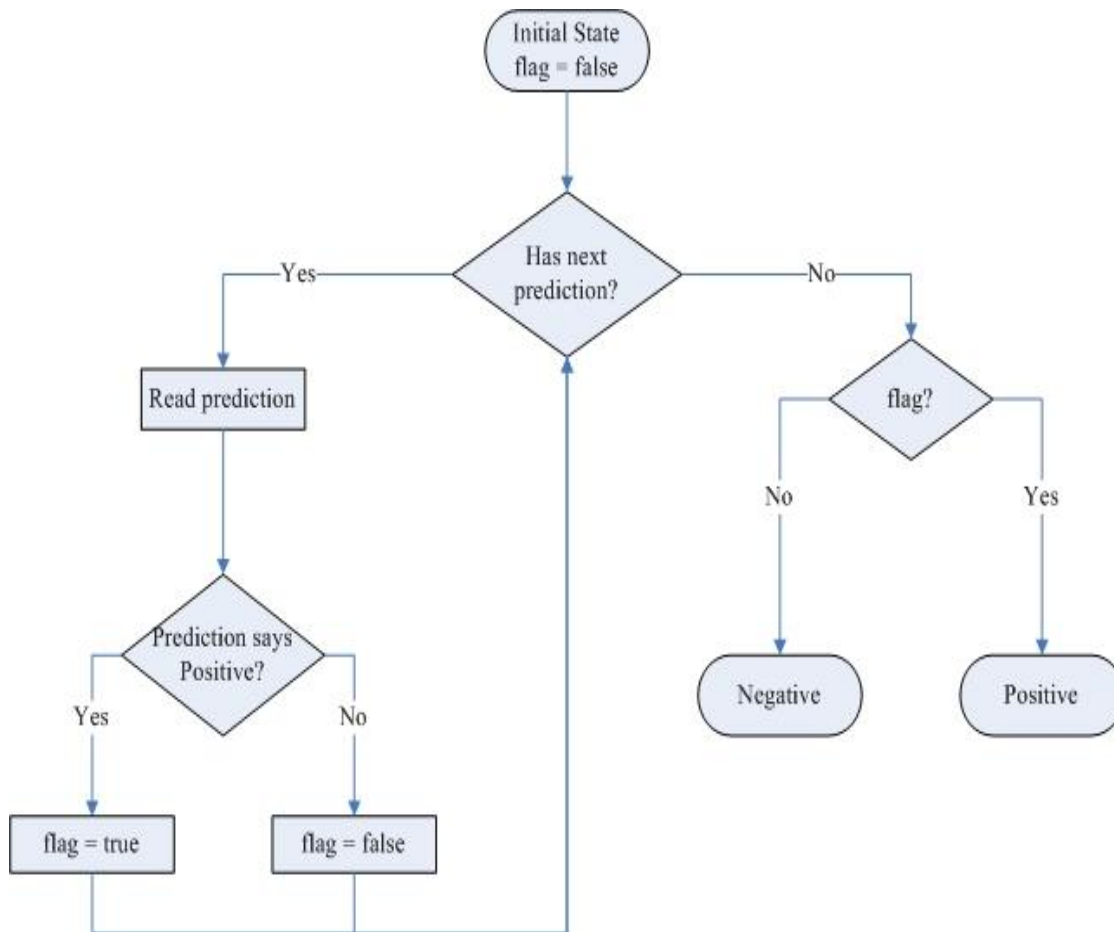 Initial State
flag = false
Has next
prediction?
Yes
No
Read prediction
flag?
No
Yes
Prediction says
Positive?
Yes
No
Negative
Positive
flag = true
flag = false